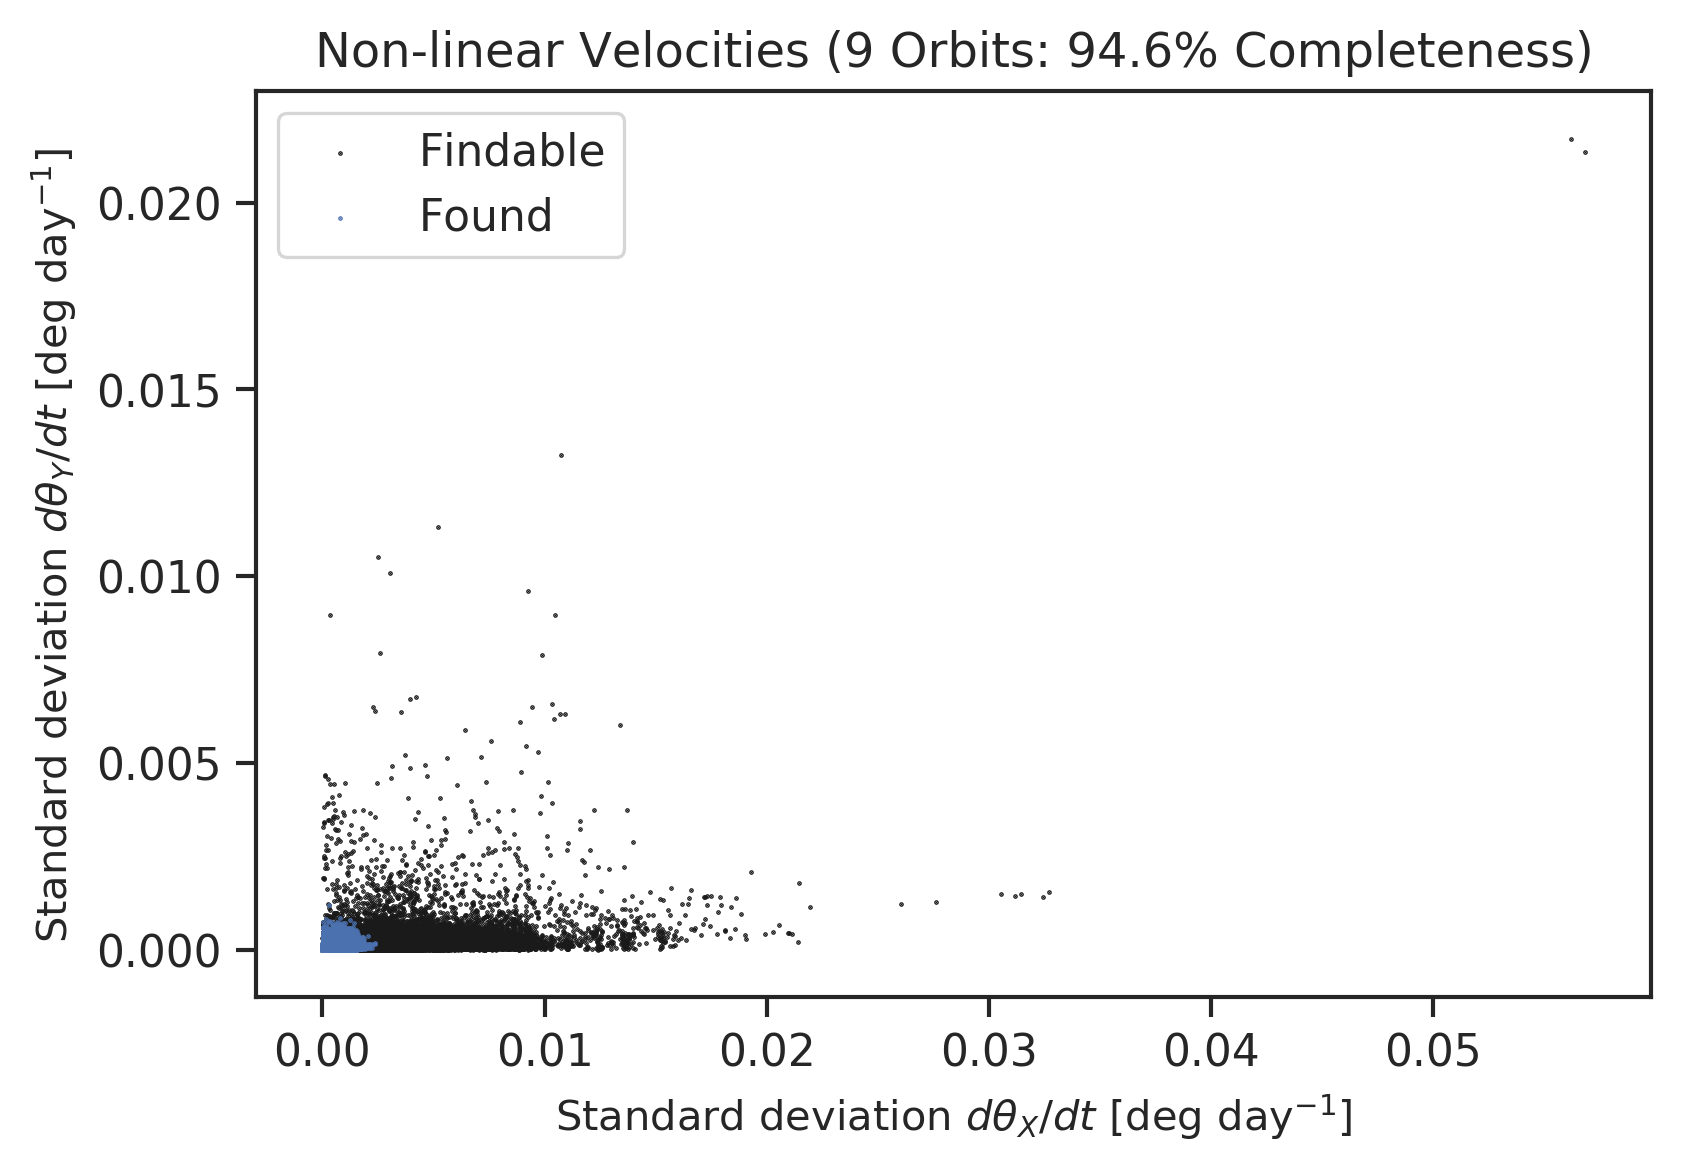 Non-linear Velocities (9 Orbits: 94.6% Completeness)
Findable
Found
0.020
0.015
0.010
0.005
0.000
Standard deviation dθ_Y/dt [deg day⁻¹]
0.00 0.01 0.02 0.03 0.04 0.05
Standard deviation dθ_X/dt [deg day⁻¹]